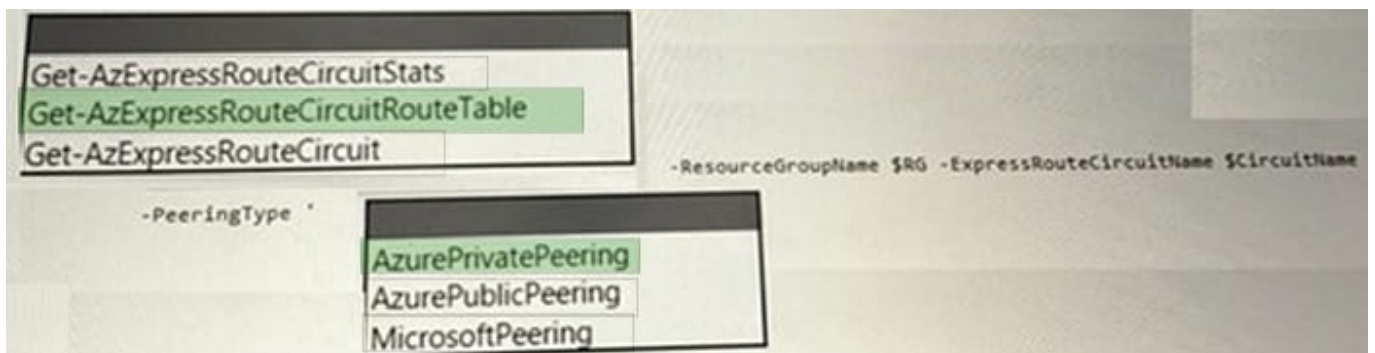 Get-AzExpressRouteCircuitStats
Get-AzExpressRouteCircuitRouteTable
Get-AzExpressRouteCircuit
-ResourceGroupName $RG -ExpressRouteCircuitName $CircuitName
-PeeringType '
AzurePrivatePeering
AzurePublicPeering
MicrosoftPeering